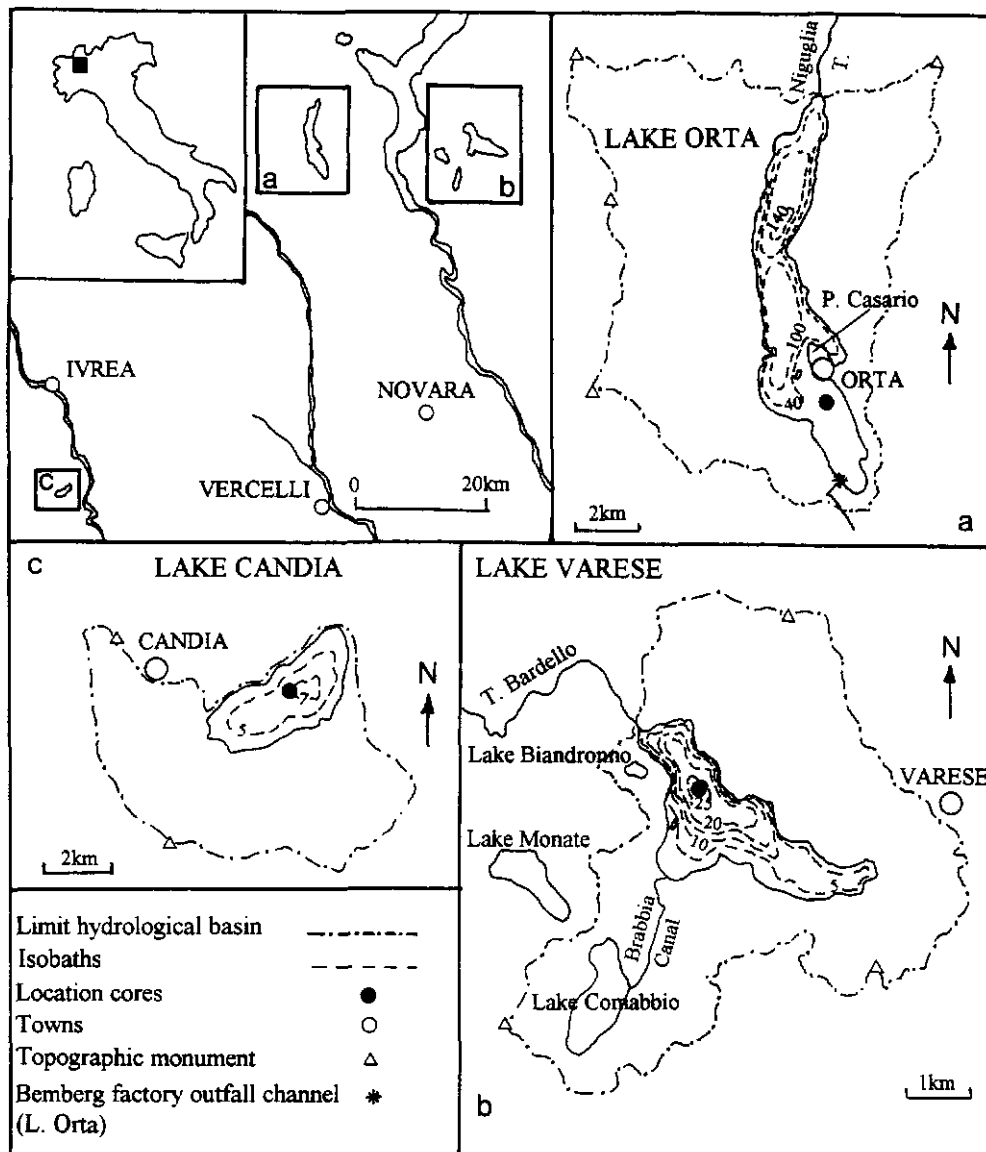 a
b
IVREA
NOVARA
C
VERCELLI
0 20km
Niguglia
T.
LAKE ORTA
140
P. Casario
N
100
ORTA
40
2km
a
c
LAKE CANDIA
CANDIA
N
7
5
2km
LAKE VARESE
T. Bardello
N
Lake Biandronno
VARESE
23
20
10
5
Lake Monate
Brabbia
Canal
Lake Comabbio
1km
b
Limit hydrological basin
Isobaths
Location cores
Towns
Topographic monument
Bemberg factory outfall channel
(L. Orta)